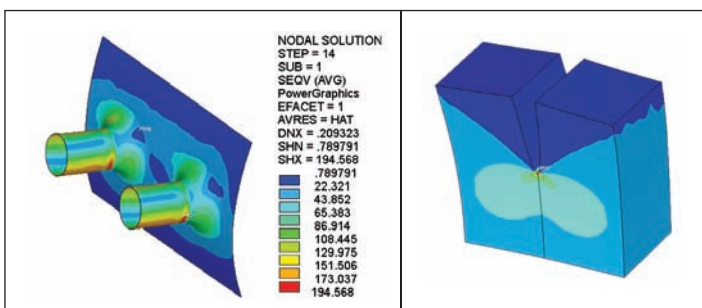 NODAL SOLUTION
STEP = 14
SUB = 1
SEQV (AVG)
PowerGraphics
EFACET = 1
AVRES = HAT
DNX = .209323
SHN = .789791
SHX = 194.568
.789791
22.321
43.852
65.383
86.914
108.445
129.975
151.506
173.037
194.568